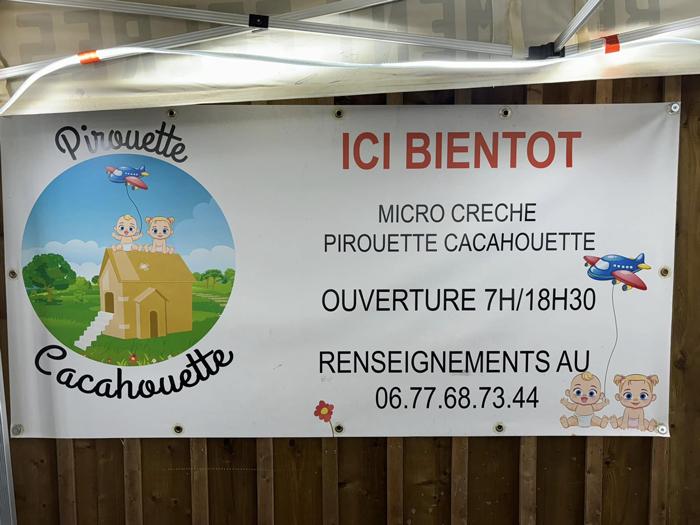 Pirouette
Cacahouette
ICI BIENTOT
MICRO CRECHE
PIROUETTE CACAHOUETTE
OUVERTURE 7H/18H30
RENSEIGNEMENTS AU
06.77.68.73.44